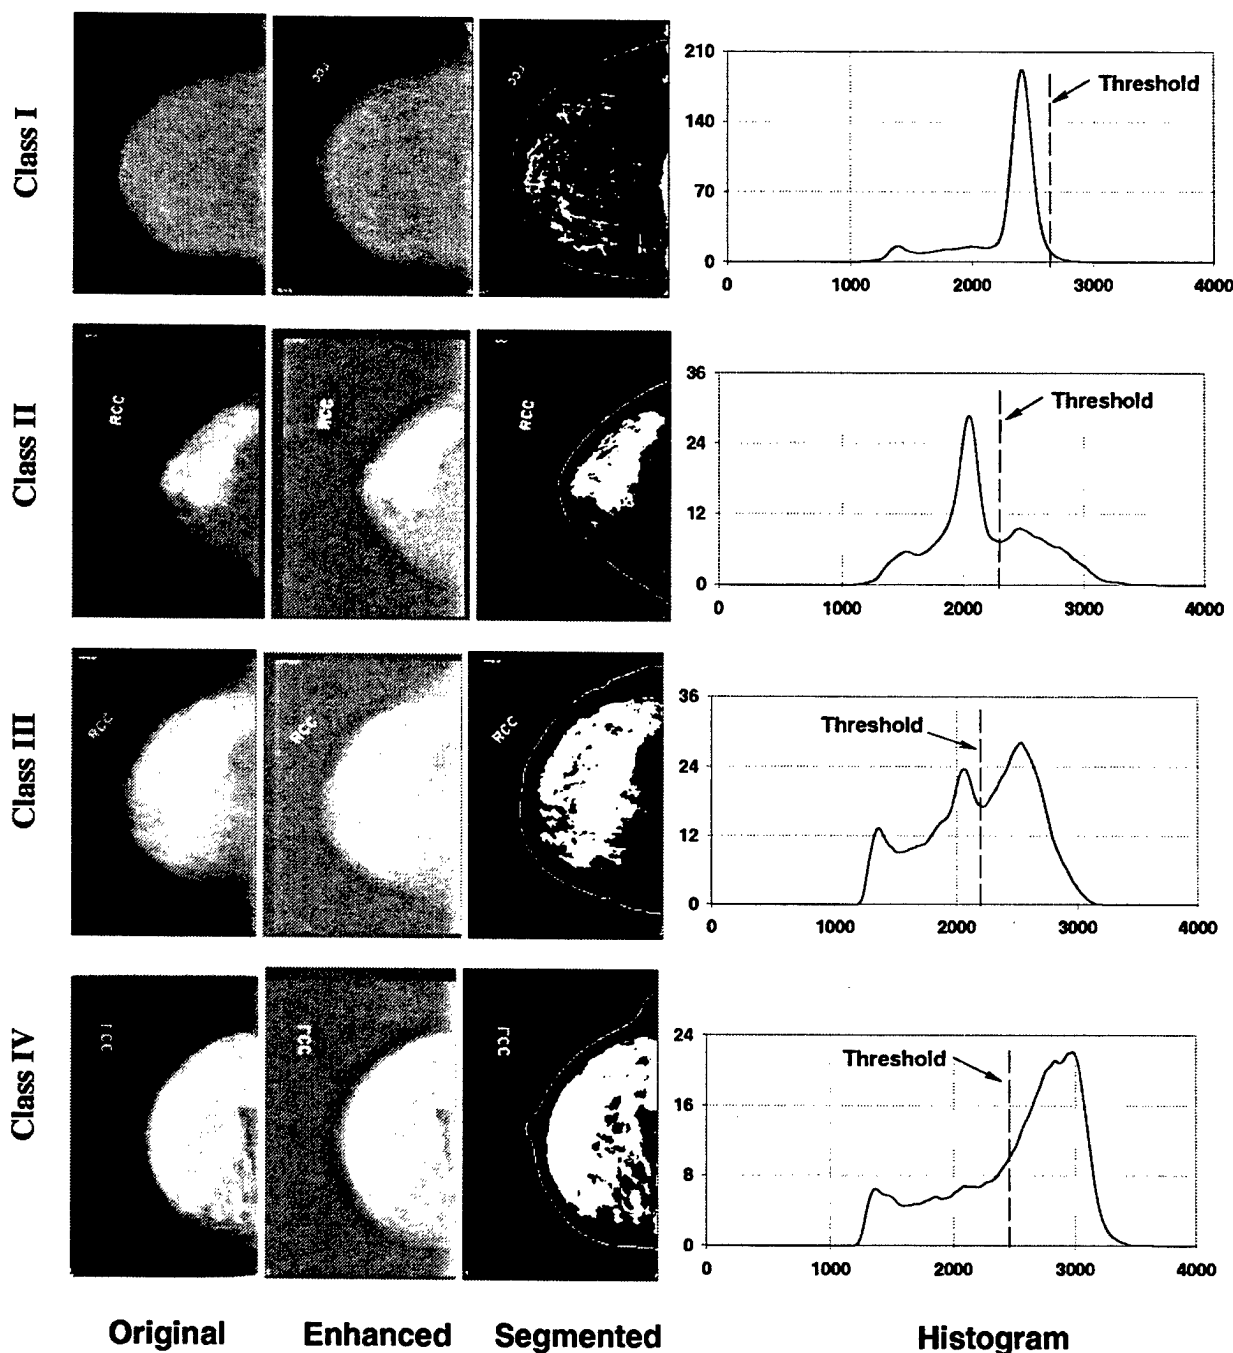 Class I
210
140
70
0
0 1000 2000 3000 4000
Threshold
Class II
RCC
RCC
RCC
36
24
12
0
0 1000 2000 3000 4000
Threshold
Class III
RCC
RCC
RCC
36
24
12
0
0 1000 2000 3000 4000
Threshold
Class IV
LCC
LCC
LCC
24
16
8
0
0 1000 2000 3000 4000
Threshold
Original Enhanced Segmented Histogram